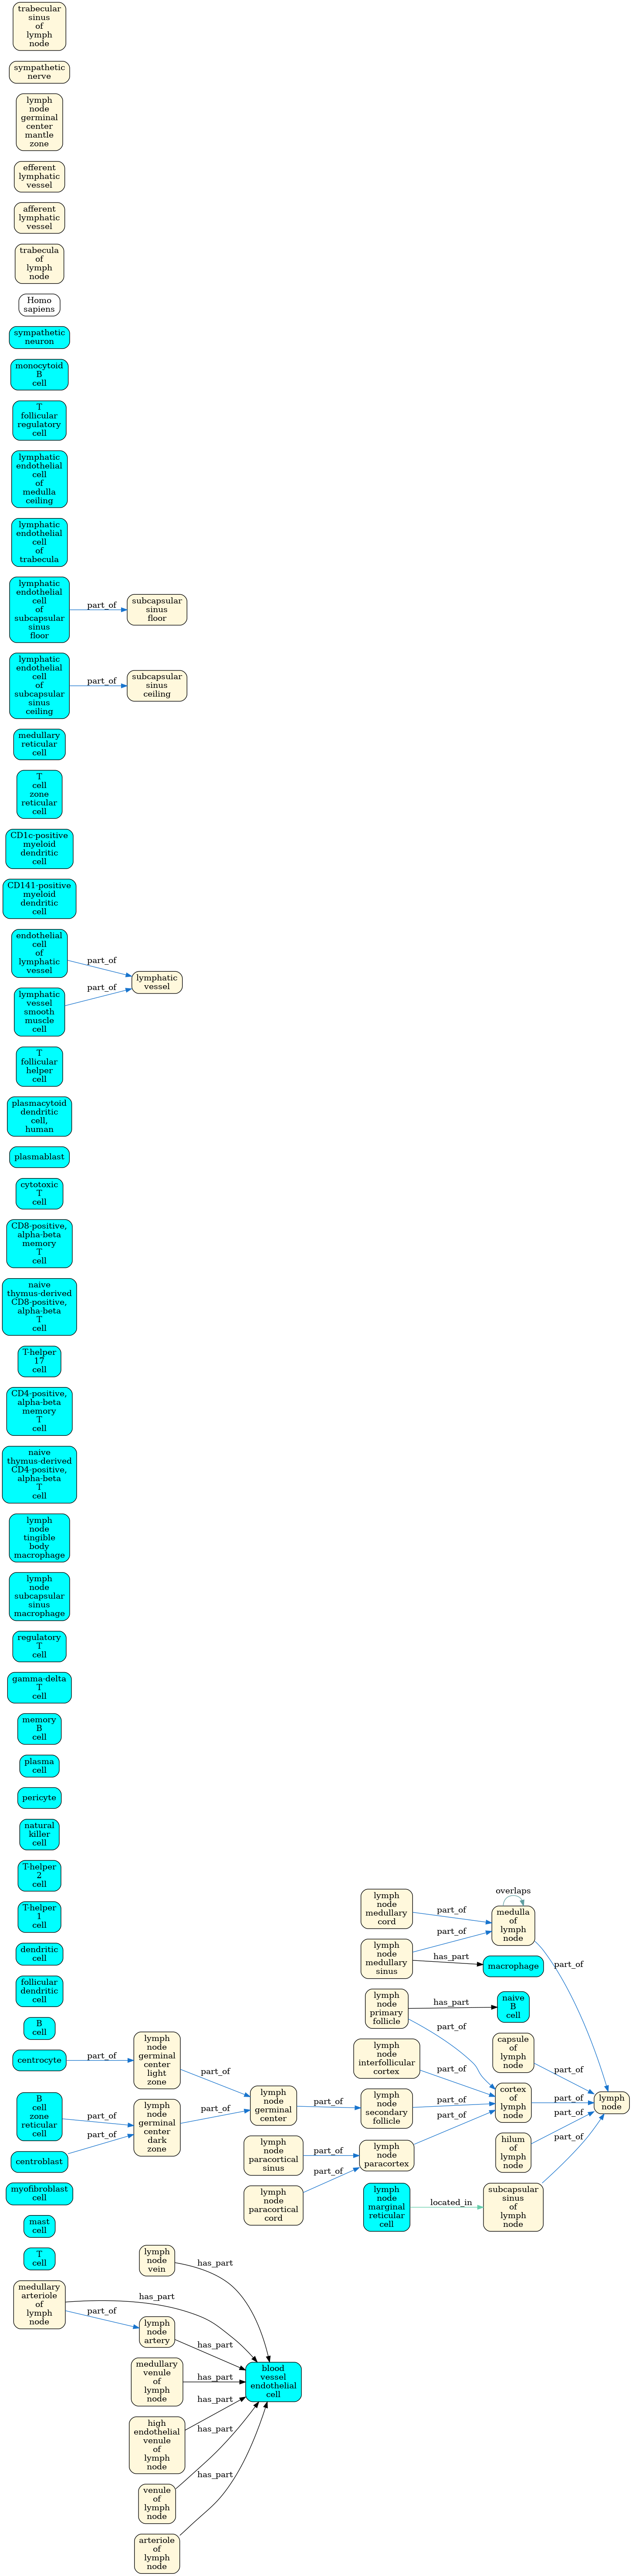 trabecular
sinus
of
lymph
node
sympathetic
nerve
lymph
node
germinal
center
mantle
zone
efferent
lymphatic
vessel
afferent
lymphatic
vessel
trabecula
of
lymph
node
Homo
sapiens
sympathetic
neuron
monocytoid
B
cell
T
follicular
regulatory
cell
lymphatic
endothelial
cell
of
medulla
ceiling
lymphatic
endothelial
cell
of
trabecula
lymphatic
endothelial
cell
of
subcapsular
sinus
floor
part_of
subcapsular
sinus
floor
lymphatic
endothelial
cell
of
subcapsular
sinus
ceiling
part_of
subcapsular
sinus
ceiling
medullary
reticular
cell
T
cell
zone
reticular
cell
CD1c-positive
myeloid
dendritic
cell
CD141-positive
myeloid
dendritic
cell
endothelial
cell
of
lymphatic
vessel
part_of
lymphatic
vessel
lymphatic
vessel
smooth
muscle
cell
part_of
T
follicular
helper
cell
plasmacytoid
dendritic
cell,
human
plasmablast
cytotoxic
T
cell
CD8-positive,
alpha-beta
memory
T
cell
naive
thymus-derived
CD8-positive,
alpha-beta
T
cell
T-helper
17
cell
CD4-positive,
alpha-beta
memory
T
cell
naive
thymus-derived
CD4-positive,
alpha-beta
T
cell
lymph
node
tingible
body
macrophage
lymph
node
subcapsular
sinus
macrophage
regulatory
T
cell
gamma-delta
T
cell
memory
B
cell
plasma
cell
pericyte
natural
killer
cell
T-helper
2
cell
T-helper
1
cell
dendritic
cell
follicular
dendritic
cell
B
cell
centrocyte
part_of
lymph
node
germinal
center
light
zone
part_of
B
cell
zone
reticular
cell
part_of
centroblast
part_of
lymph
node
germinal
center
dark
zone
part_of
lymph
node
germinal
center
part_of
lymph
node
medullary
cord
part_of
overlaps
medulla
of
lymph
node
part_of
lymph
node
medullary
sinus
part_of
has_part
macrophage
lymph
node
primary
follicle
has_part
naive
B
cell
part_of
lymph
node
interfollicular
cortex
part_of
capsule
of
lymph
node
part_of
lymph
node
secondary
follicle
part_of
cortex
of
lymph
node
part_of
lymph
node
lymph
node
paracortical
sinus
part_of
lymph
node
paracortex
part_of
hilum
of
lymph
node
part_of
lymph
node
paracortical
cord
part_of
lymph
node
marginal
reticular
cell
located_in
subcapsular
sinus
of
lymph
node
part_of
myofibroblast
cell
mast
cell
T
cell
lymph
node
vein
has_part
medullary
arteriole
of
lymph
node
has_part
part_of
lymph
node
artery
has_part
medullary
venule
of
lymph
node
has_part
blood
vessel
endothelial
cell
high
endothelial
venule
of
lymph
node
has_part
venule
of
lymph
node
has_part
arteriole
of
lymph
node
has_part